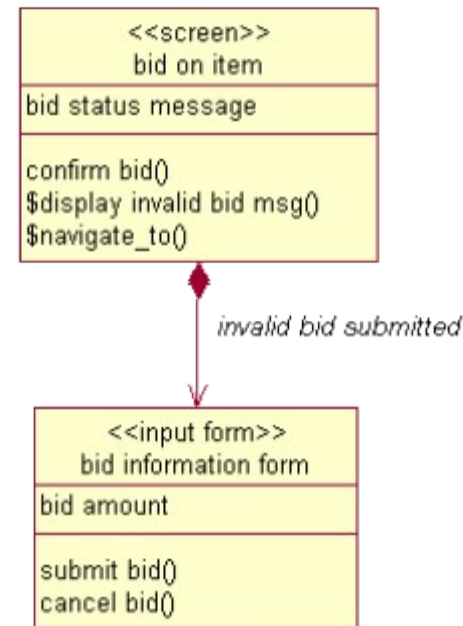 <<screen>>
bid on item
bid status message
confirm bid()
$display invalid bid msg()
$navigate_to()
invalid bid submitted
<<input form>>
bid information form
bid amount
submit bid()
cancel bid()